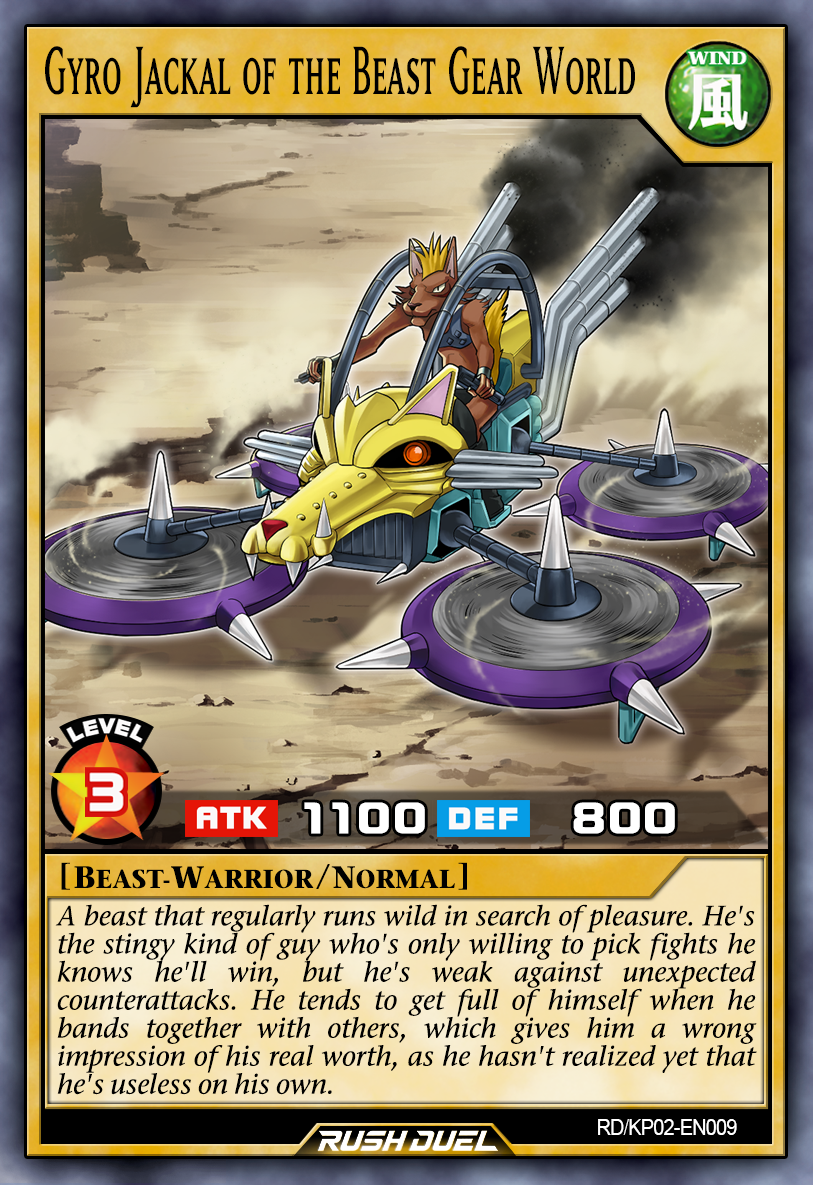 Gyro Jackal of the Beast Gear World
WIND
風
LEVEL
3
ATK 1100 DEF 800
[Beast-Warrior/Normal]
A beast that regularly runs wild in search of pleasure. He's
the stingy kind of guy who's only willing to pick fights he
knows he'll win, but he's weak against unexpected
counterattacks. He tends to get full of himself when he
bands together with others, which gives him a wrong
impression of his real worth, as he hasn't realized yet that
he's useless on his own.
RD/KP02-EN009
RUSH DUEL